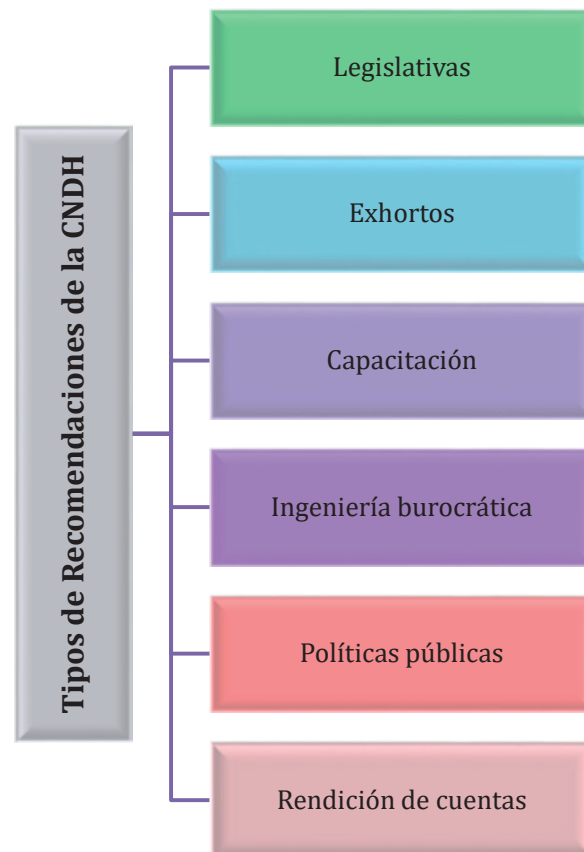 Tipos de Recomendaciones de la CNDH
Legislativas
Exhortos
Capacitación
Ingeniería burocrática
Políticas públicas
Rendición de cuentas